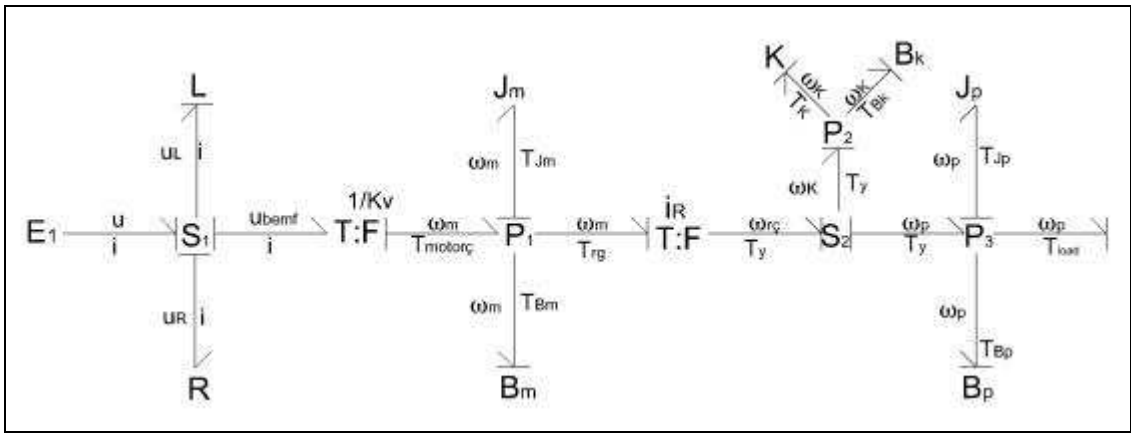 K Bk
ωK ωK
TK TBk
L Jm P2 Jp
uL i ωm TJm ωK Ty ωp TJp
1/Kv iR
E1 u i S1 ubemf i T:F ωm Tmotorç P1 ωm Trg T:F ωrç Ty S2 ωp Ty P3 ωp Tload
uR i ωm TBm ωp TBp
R Bm Bp